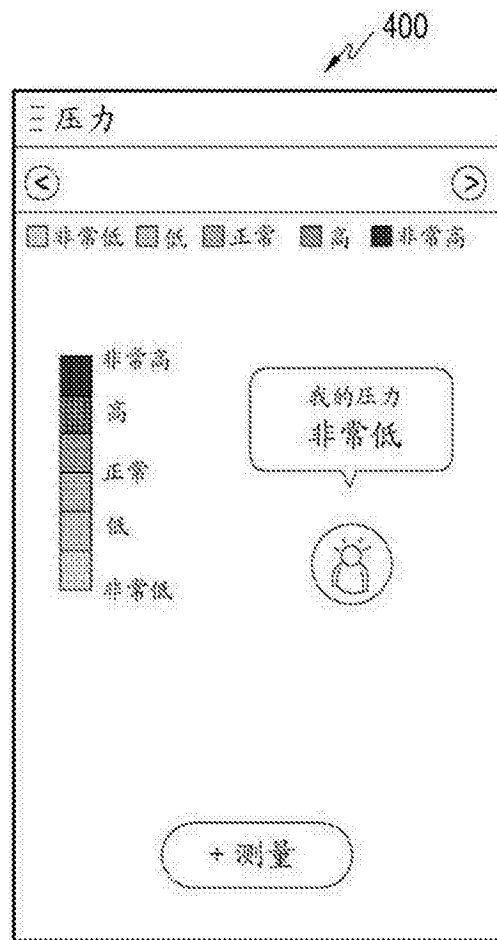 400
压力
< >
非常低 低 正常 高 非常高
非常高
高
正常
低
非常低
我的压力
非常低
+ 测量